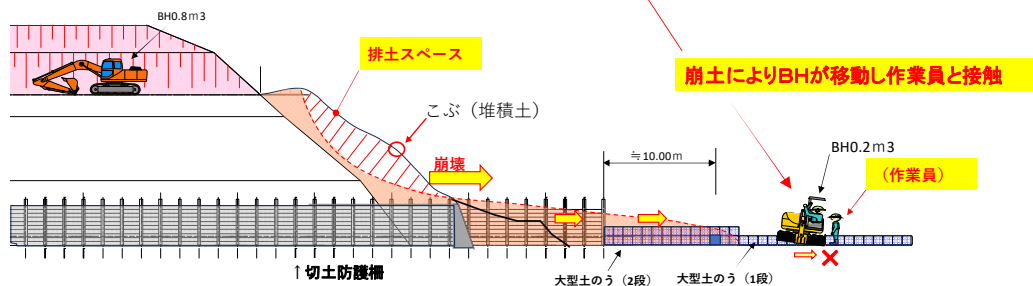 BH0.8m3
排土スペース
崩土によりBHが移動し作業員と接触
こぶ（堆積土）
崩壊
≒10.00m
BH0.2m3
（作業員）
↑切土防護柵
大型土のう（2段）
大型土のう（1段）